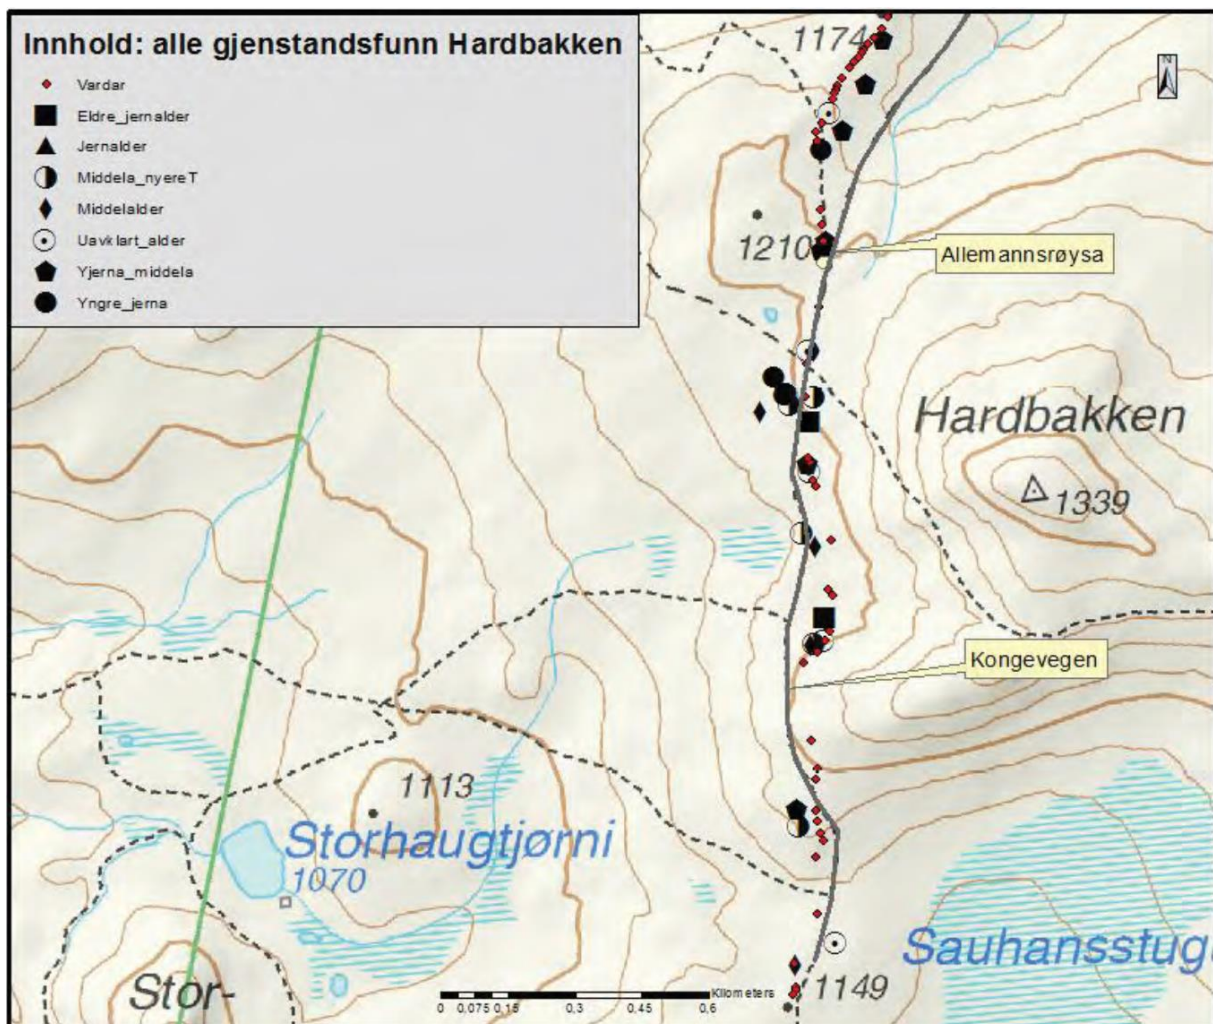 Innhold: alle gjenstandsfunn Hardbakken
Vardar
Eldre_jernalder
Jernalder
Middela_nyereT
Middelalder
Uavklart_alder
Yjerna_middela
Yngre_jerna
1174
N
1210
Allemannsrøysa
Hardbakken
1339
Kongevegen
1113
Storhaugtjørni
1070
Sauhansstug
Stor-
1149
Kilometers
0 0,075 0,15 0,3 0,45 0,6